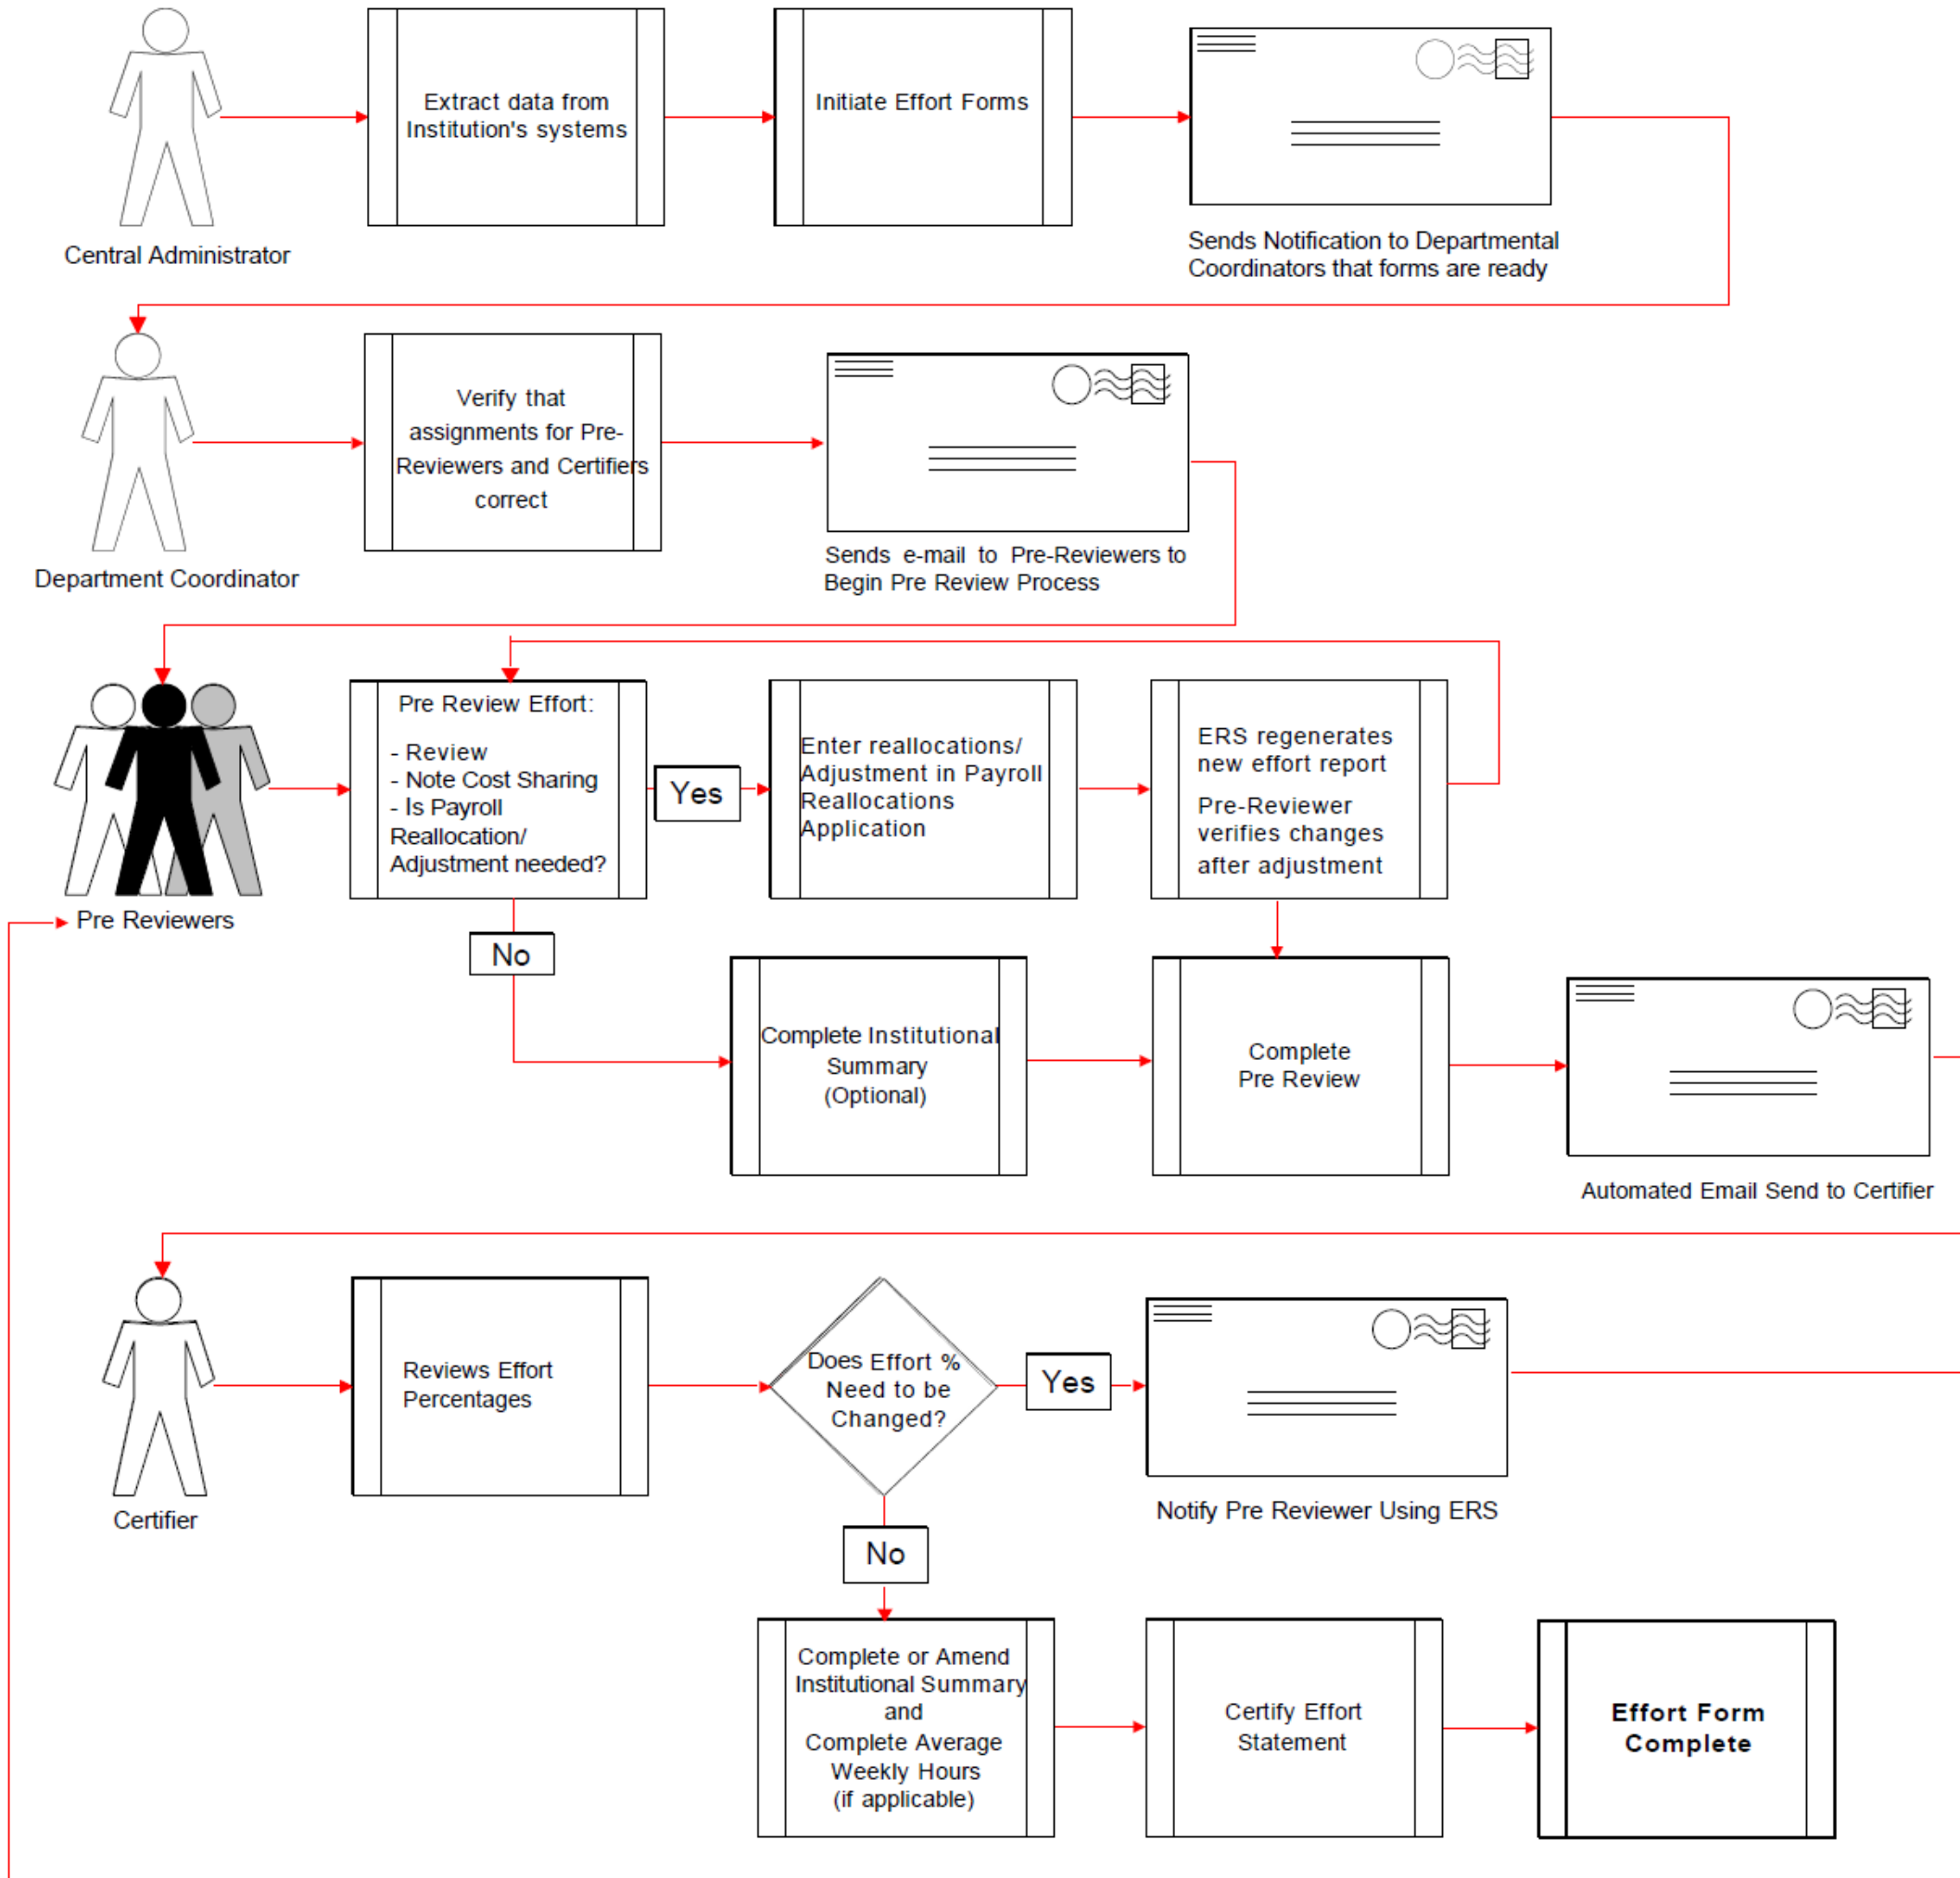 Extract data from
Institution's systems
Initiate Effort Forms
Central Administrator
Sends Notification to Departmental
Coordinators that forms are ready
Verify that
assignments for Pre-
Reviewers and Certifiers
correct
Department Coordinator
Sends e-mail to Pre-Reviewers to
Begin Pre Review Process
Pre Reviewers
Pre Review Effort:
- Review
- Note Cost Sharing
- Is Payroll
Reallocation/
Adjustment needed?
Yes
Enter reallocations/
Adjustment in Payroll
Reallocations
Application
ERS regenerates
new effort report
Pre-Reviewer
verifies changes
after adjustment
No
Complete Institutional
Summary
(Optional)
Complete
Pre Review
Automated Email Send to Certifier
Certifier
Reviews Effort
Percentages
Does Effort %
Need to be
Changed?
Yes
Notify Pre Reviewer Using ERS
No
Complete or Amend
Institutional Summary
and
Complete Average
Weekly Hours
(if applicable)
Certify Effort
Statement
Effort Form
Complete